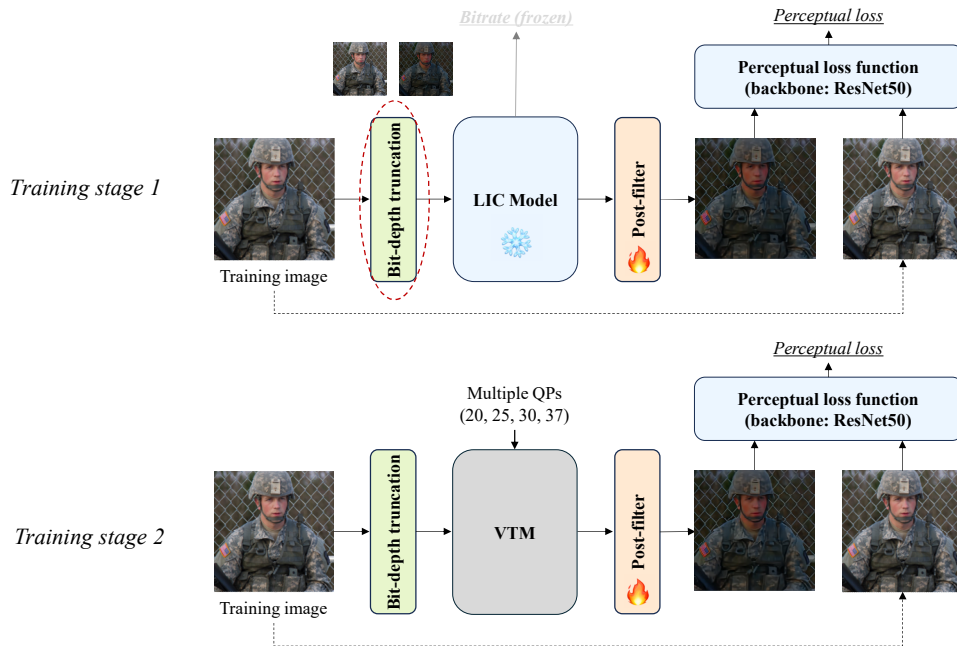 Bitrate (frozen)
Perceptual loss
Perceptual loss function
(backbone: ResNet50)
Training stage 1
Bit-depth truncation
LIC Model
Post-filter
Training image
Perceptual loss
Multiple QPs
(20, 25, 30, 37)
Perceptual loss function
(backbone: ResNet50)
Training stage 2
Bit-depth truncation
VTM
Post-filter
Training image